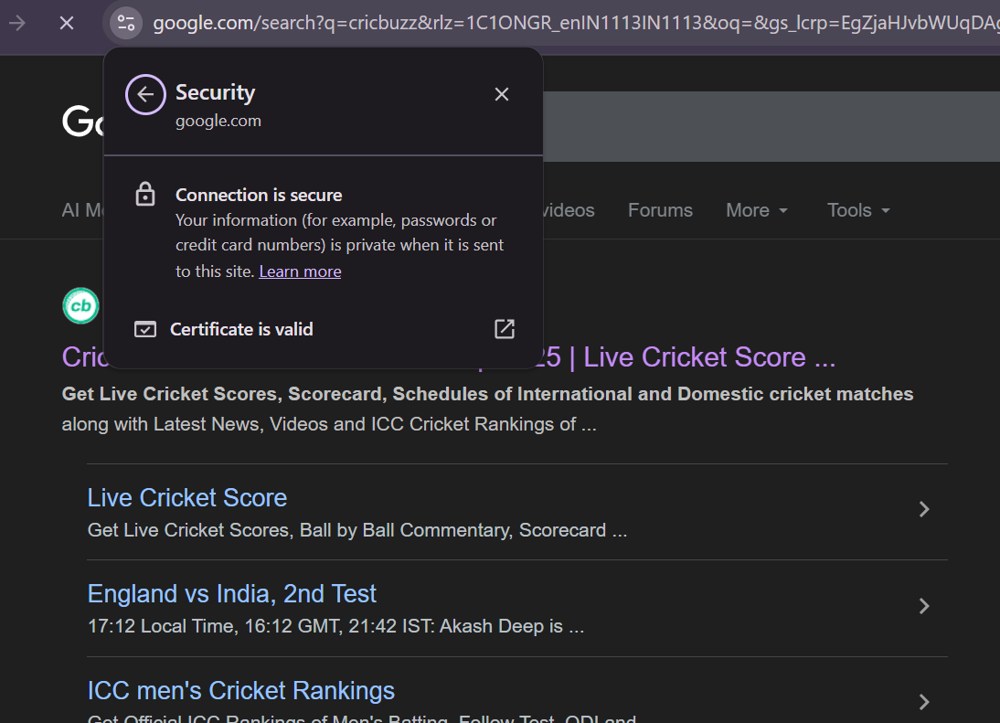 google.com/search?q=cricbuzz&rlz=1C1ONGR_enIN1113IN1113&oq=&gs_lcrp=EgZjaHJvbWUqDAg
Security
google.com
Connection is secure
Your information (for example, passwords or
credit card numbers) is private when it is sent
to this site. Learn more
Certificate is valid
Go
AI Mo
videos Forums More Tools
cb
Cric 25 | Live Cricket Score ...
Get Live Cricket Scores, Scorecard, Schedules of International and Domestic cricket matches
along with Latest News, Videos and ICC Cricket Rankings of ...
Live Cricket Score
Get Live Cricket Scores, Ball by Ball Commentary, Scorecard ...
England vs India, 2nd Test
17:12 Local Time, 16:12 GMT, 21:42 IST: Akash Deep is ...
ICC men's Cricket Rankings
Get Official ICC Rankings of Men's Batting. Follow Test, ODI and